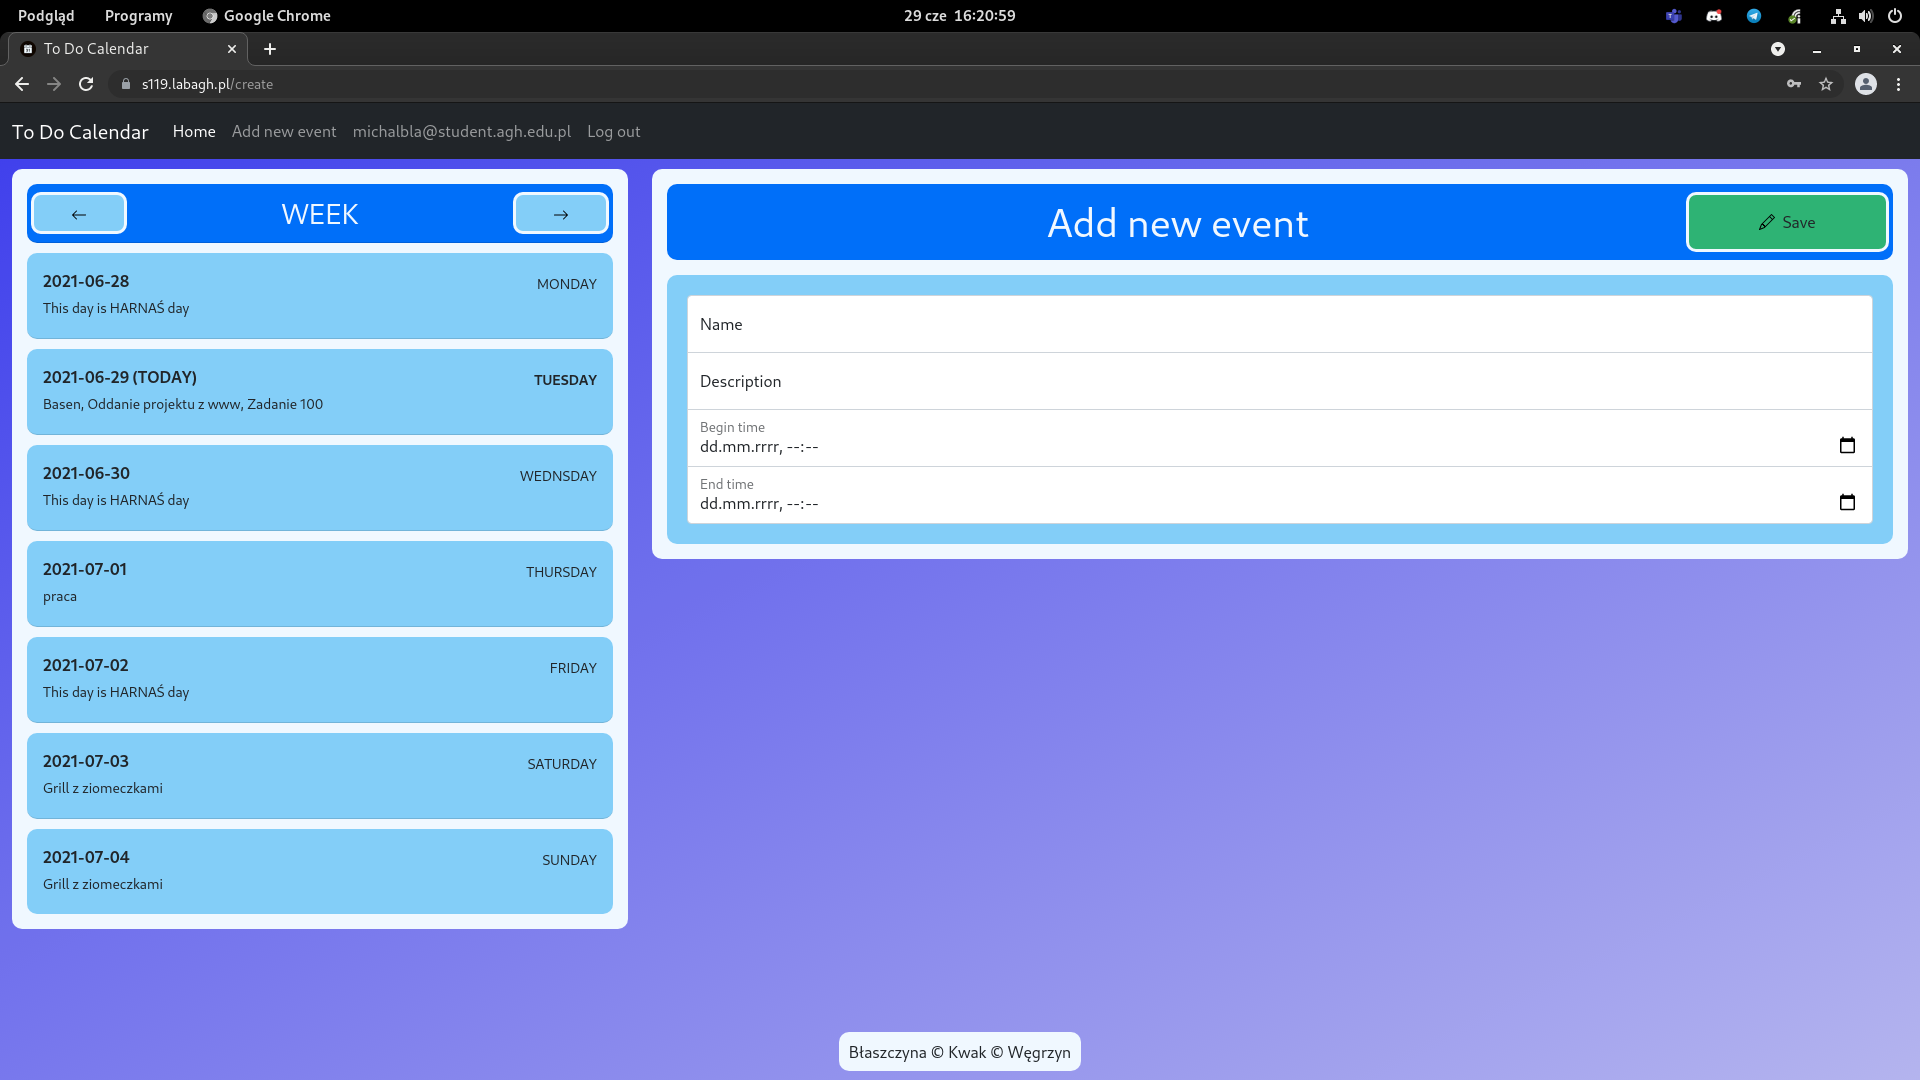 Podgląd Programy Google Chrome 29 cze 16:20:59
To Do Calendar
s119.labagh.pl/create
To Do Calendar Home Add new event michalbla@student.agh.edu.pl Log out
← WEEK →
2021-06-28 MONDAY
This day is HARNAŚ day
2021-06-29 (TODAY) TUESDAY
Basen, Oddanie projektu z www, Zadanie 100
2021-06-30 WEDNSDAY
This day is HARNAŚ day
2021-07-01 THURSDAY
praca
2021-07-02 FRIDAY
This day is HARNAŚ day
2021-07-03 SATURDAY
Grill z ziomeczkami
2021-07-04 SUNDAY
Grill z ziomeczkami
Add new event Save
Name
Description
Begin time
dd.mm.rrrr, --:--
End time
dd.mm.rrrr, --:--
Błaszczyna © Kwak © Węgrzyn